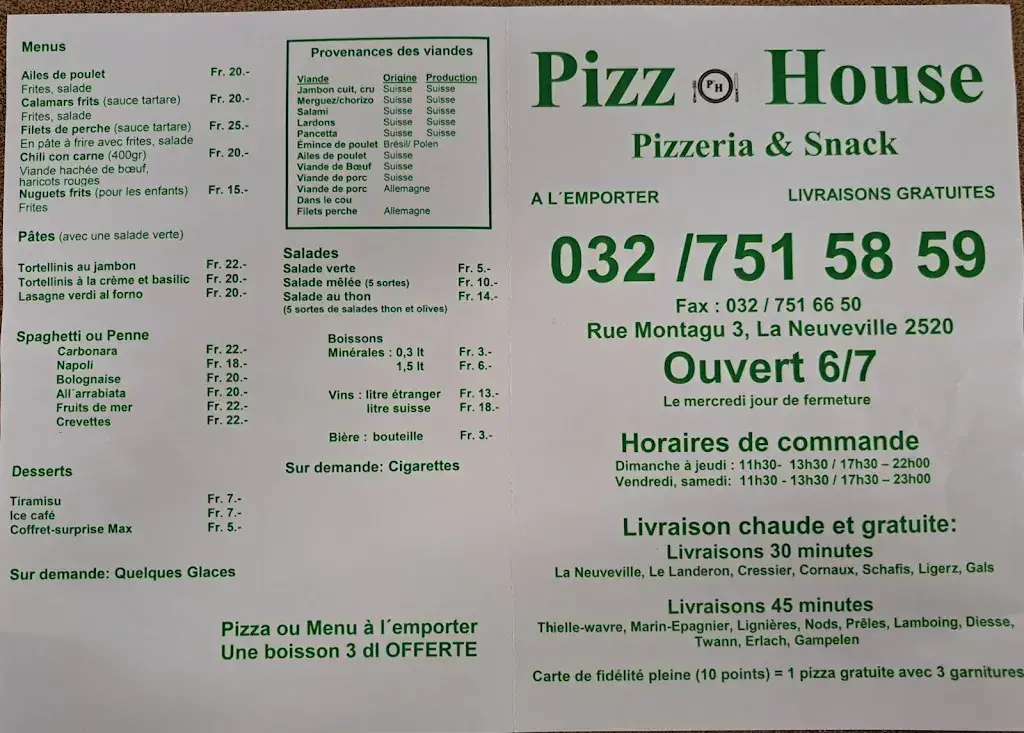 Menus
Ailes de poulet Fr. 20.-
Frites, salade
Calamars frits (sauce tartare) Fr. 20.-
Frites, salade
Filets de perche (sauce tartare) Fr. 25.-
En pâte à frire avec frites, salade
Chili con carne (400gr) Fr. 20.-
Viande hachée de bœuf,
haricots rouges
Nuguets frits (pour les enfants) Fr. 15.-
Frites
Pâtes (avec une salade verte)
Tortellinis au jambon Fr. 22.-
Tortellinis à la crème et basilic Fr. 20.-
Lasagne verdi al forno Fr. 20.-
Spaghetti ou Penne
Carbonara Fr. 22.-
Napoli Fr. 18.-
Bolognaise Fr. 20.-
All´arrabiata Fr. 20.-
Fruits de mer Fr. 22.-
Crevettes Fr. 22.-
Desserts
Tiramisu Fr. 7.-
Ice café Fr. 7.-
Coffret-surprise Max Fr. 5.-
Sur demande: Quelques Glaces
Provenances des viandes
Viande Origine Production
Jambon cuit, cru Suisse Suisse
Merguez/chorizo Suisse Suisse
Salami Suisse Suisse
Lardons Suisse Suisse
Pancetta Suisse Suisse
Émince de poulet Brésil/ Polen
Ailes de poulet Suisse
Viande de Bœuf Suisse
Viande de porc Suisse
Viande de porc Allemagne
Dans le cou
Filets perche Allemagne
Salades
Salade verte Fr. 5.-
Salade mêlée (5 sortes) Fr. 10.-
Salade au thon Fr. 14.-
(5 sortes de salades thon et olives)
Boissons
Minérales : 0,3 lt Fr. 3.-
1,5 lt Fr. 6.-
Vins : litre étranger Fr. 13.-
litre suisse Fr. 18.-
Bière : bouteille Fr. 3.-
Sur demande: Cigarettes
Pizza ou Menu à l´emporter
Une boisson 3 dl OFFERTE
Pizz P'H House
Pizzeria & Snack
A L´EMPORTER LIVRAISONS GRATUITES
032 /751 58 59
Fax : 032 / 751 66 50
Rue Montagu 3, La Neuveville 2520
Ouvert 6/7
Le mercredi jour de fermeture
Horaires de commande
Dimanche à jeudi : 11h30- 13h30 / 17h30 – 22h00
Vendredi, samedi: 11h30 - 13h30 / 17h30 – 23h00
Livraison chaude et gratuite:
Livraisons 30 minutes
La Neuveville, Le Landeron, Cressier, Cornaux, Schafis, Ligerz, Gals
Livraisons 45 minutes
Thielle-wavre, Marin-Epagnier, Lignières, Nods, Prêles, Lamboing, Diesse,
Twann, Erlach, Gampelen
Carte de fidélité pleine (10 points) = 1 pizza gratuite avec 3 garnitures